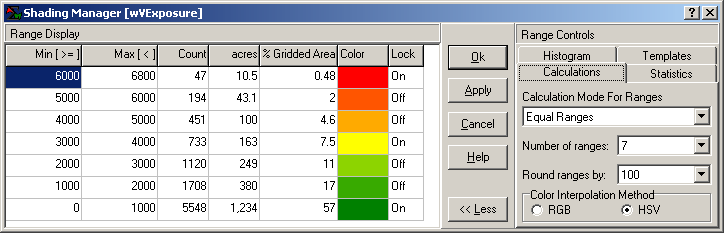 Shading Manager [wVExposure]
Range Display
Min [ >= ] Max [ < ] Count acres % Gridded Area Color Lock
6000 6800 47 10.5 0.48 On
5000 6000 194 43.1 2 Off
4000 5000 451 100 4.6 Off
3000 4000 733 163 7.5 On
2000 3000 1120 249 11 Off
1000 2000 1708 380 17 Off
0 1000 5548 1,234 57 On
Ok
Apply
Cancel
Help
<< Less
Range Controls
Histogram Templates
Calculations Statistics
Calculation Mode For Ranges
Equal Ranges
Number of ranges: 7
Round ranges by: 100
Color Interpolation Method
RGB HSV